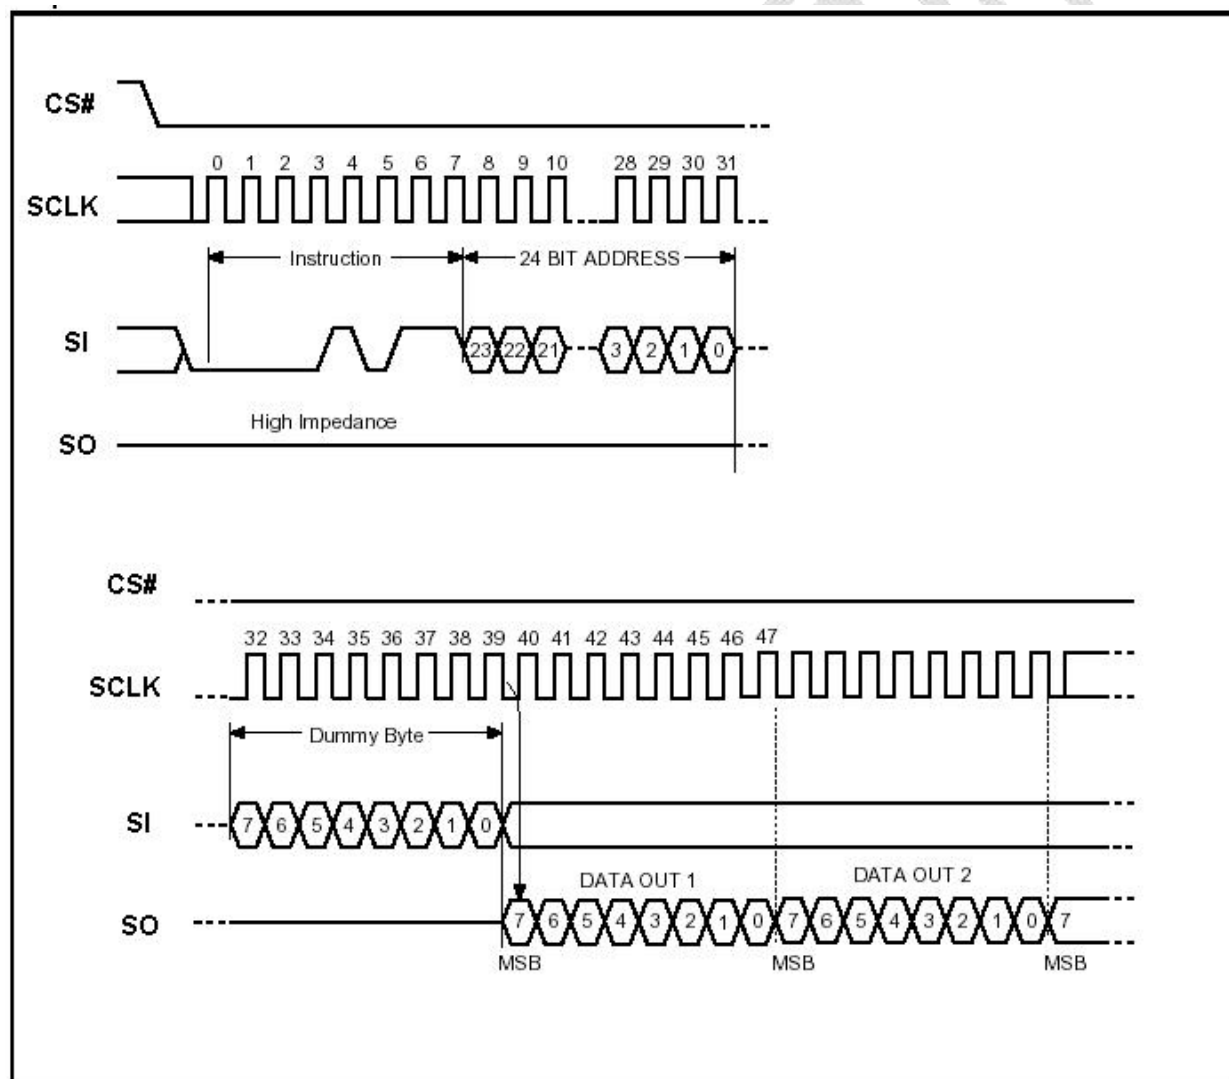 CS#
0 1 2 3 4 5 6 7 8 9 10 28 29 30 31
SCLK
Instruction 24 BIT ADDRESS
SI
23 22 21 3 2 1 0
High Impedance
SO
CS#
32 33 34 35 36 37 38 39 40 41 42 43 44 45 46 47
SCLK
Dummy Byte
SI
7 6 5 4 3 2 1 0
DATA OUT 1 DATA OUT 2
SO
7 6 5 4 3 2 1 0 7 6 5 4 3 2 1 0 7
MSB MSB MSB